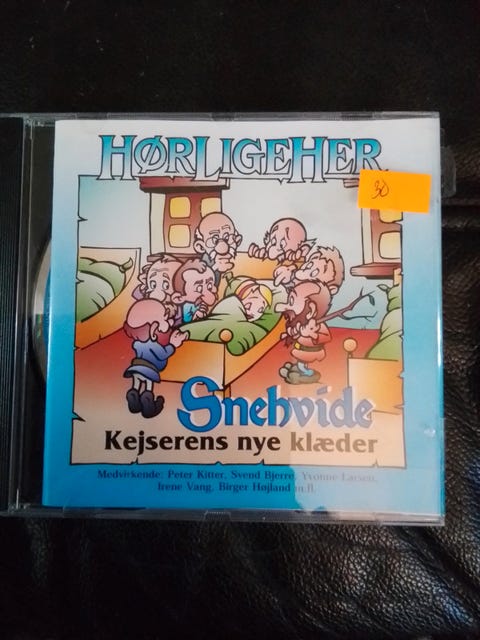 HØRLIGEHER
30
Snehvide
Kejserens nye klæder
Medvirkende: Peter Kitter, Svend Bjerre, Yvonne Larsen,
Irene Vang, Birger Højland m.fl.